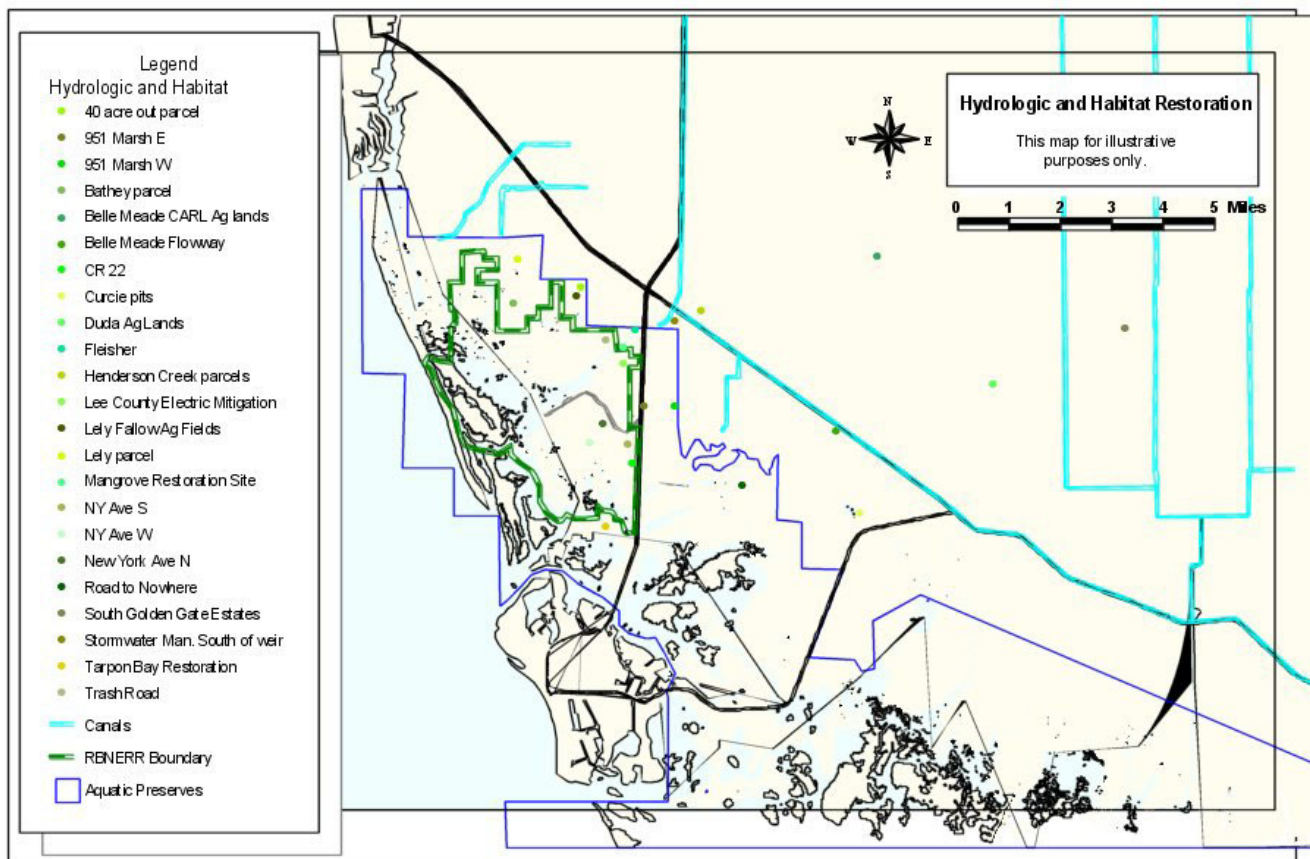 Legend
Hydrologic and Habitat
40 acre out parcel
951 Marsh E
951 Marsh W
Bathey parcel
Belle Meade CARL Ag lands
Belle Meade Flowway
CR 22
Curcie pits
Duda Ag Lands
Fleisher
Henderson Creek parcels
Lee County Electric Mitigation
Lely Fallow Ag Fields
Lely parcel
Mangrove Restoration Site
NY Ave S
NY Ave W
New York Ave N
Road to Nowhere
South Golden Gate Estates
Stormwater Man. South of weir
Tarpon Bay Restoration
Trash Road
Canals
RBNERR Boundary
Aquatic Preserves
N
W E
S
Hydrologic and Habitat Restoration
This map for illustrative
purposes only.
0 1 2 3 4 5 Miles